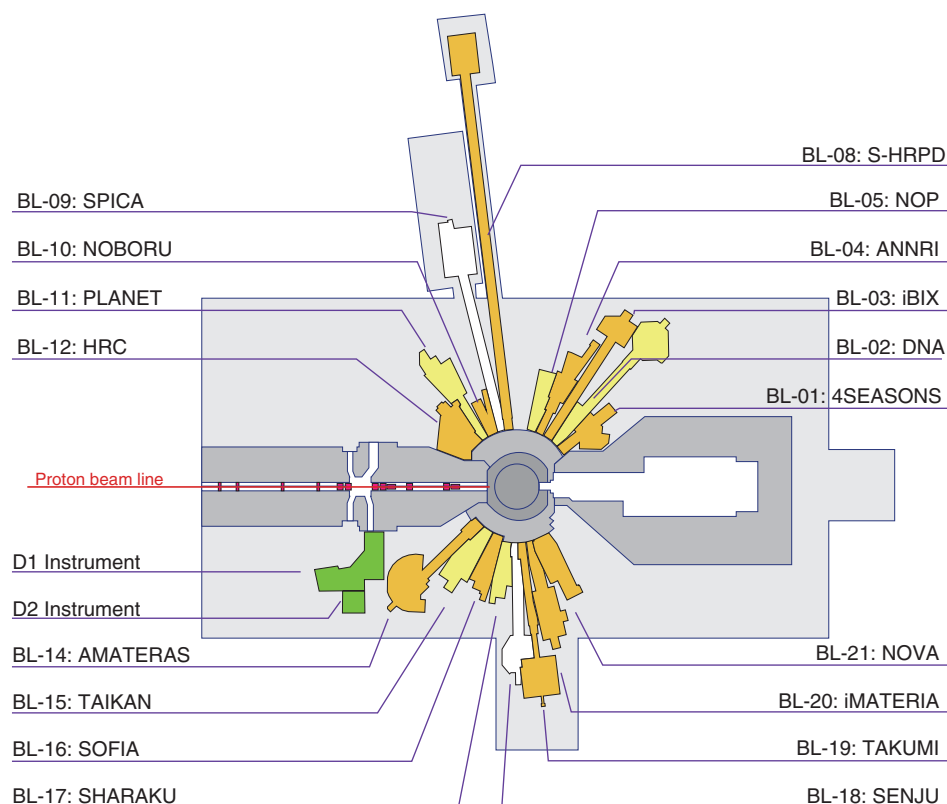 BL-08: S-HRPD
BL-09: SPICA
BL-05: NOP
BL-10: NOBORU
BL-04: ANNRI
BL-11: PLANET
BL-03: iBIX
BL-12: HRC
BL-02: DNA
BL-01: 4SEASONS
Proton beam line
D1 Instrument
D2 Instrument
BL-14: AMATERAS
BL-21: NOVA
BL-15: TAIKAN
BL-20: iMATERIA
BL-16: SOFIA
BL-19: TAKUMI
BL-17: SHARAKU
BL-18: SENJU